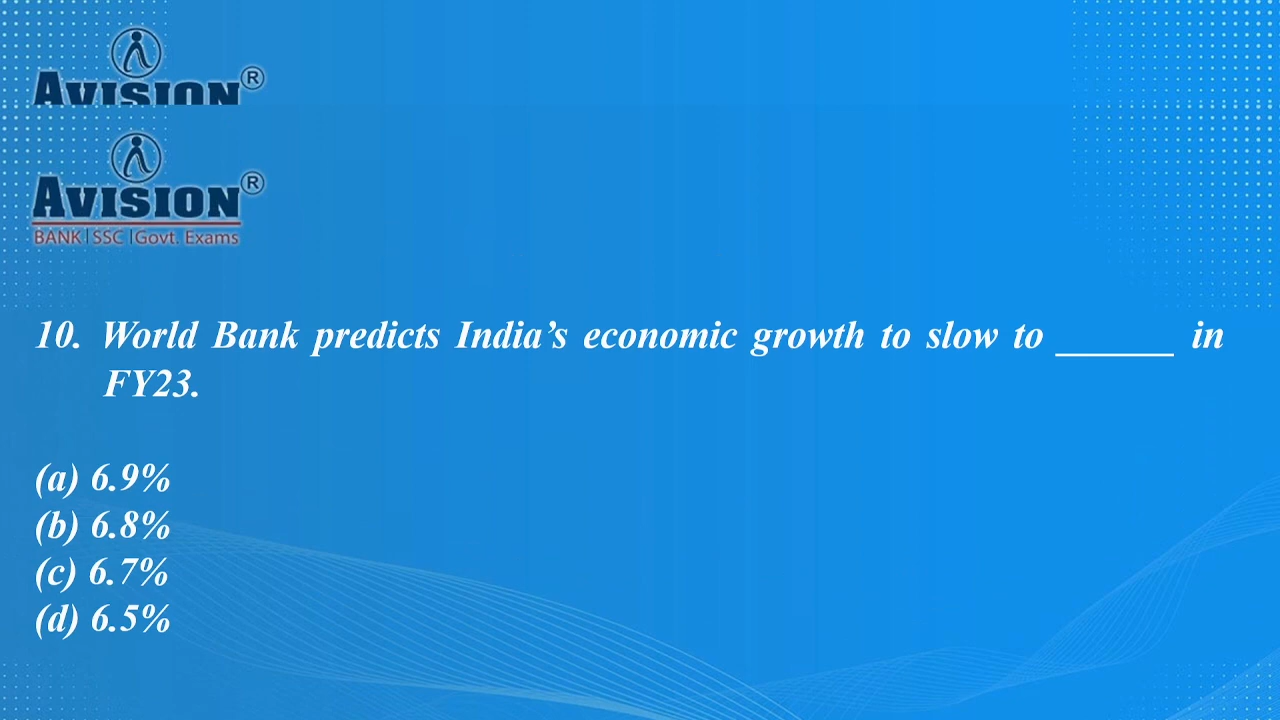 AVISION®
AVISION®
BANK | SSC | Govt. Exams
10. World Bank predicts India’s economic growth to slow to ______ in
FY23.
(a) 6.9%
(b) 6.8%
(c) 6.7%
(d) 6.5%